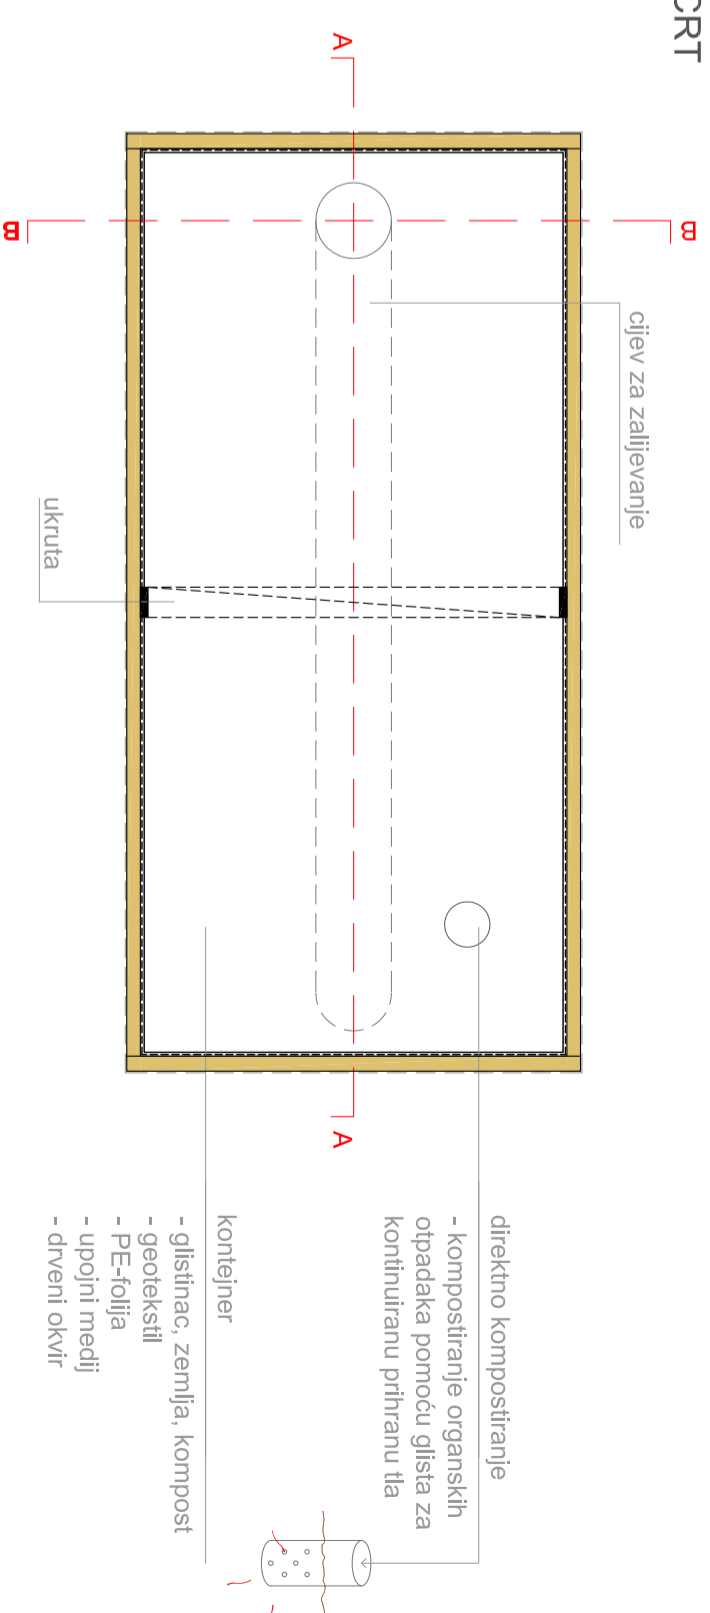 CRT
A
B
B
cijev za zalijevanje
ukruta
A
direktno kompostiranje
- kompostiranje organskih
otpadaka pomoću glista za
kontinuiranu prihranu tla
kontejner
- glistinac, zemlja, kompost
- geotekstil
- PE-folija
- upojni medij
- drveni okvir